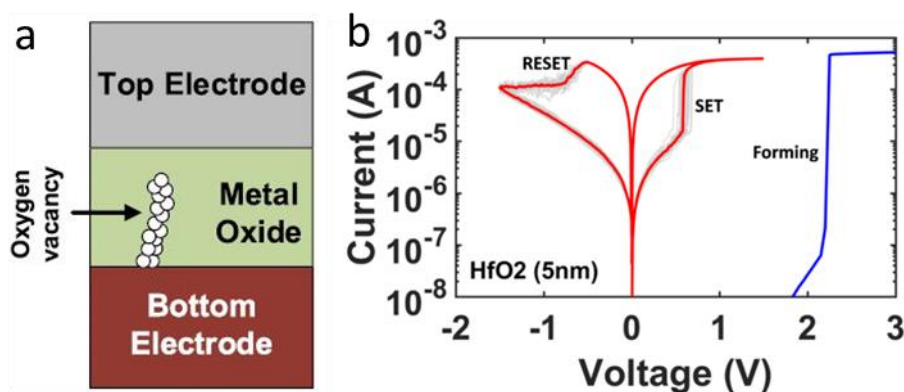 a
Top Electrode
Oxygen
vacancy
Metal
Oxide
Bottom
Electrode
b
Current (A)
10-3
10-4
10-5
10-6
10-7
10-8
RESET
SET
Forming
HfO2 (5nm)
-2
-1
0
1
2
3
Voltage (V)